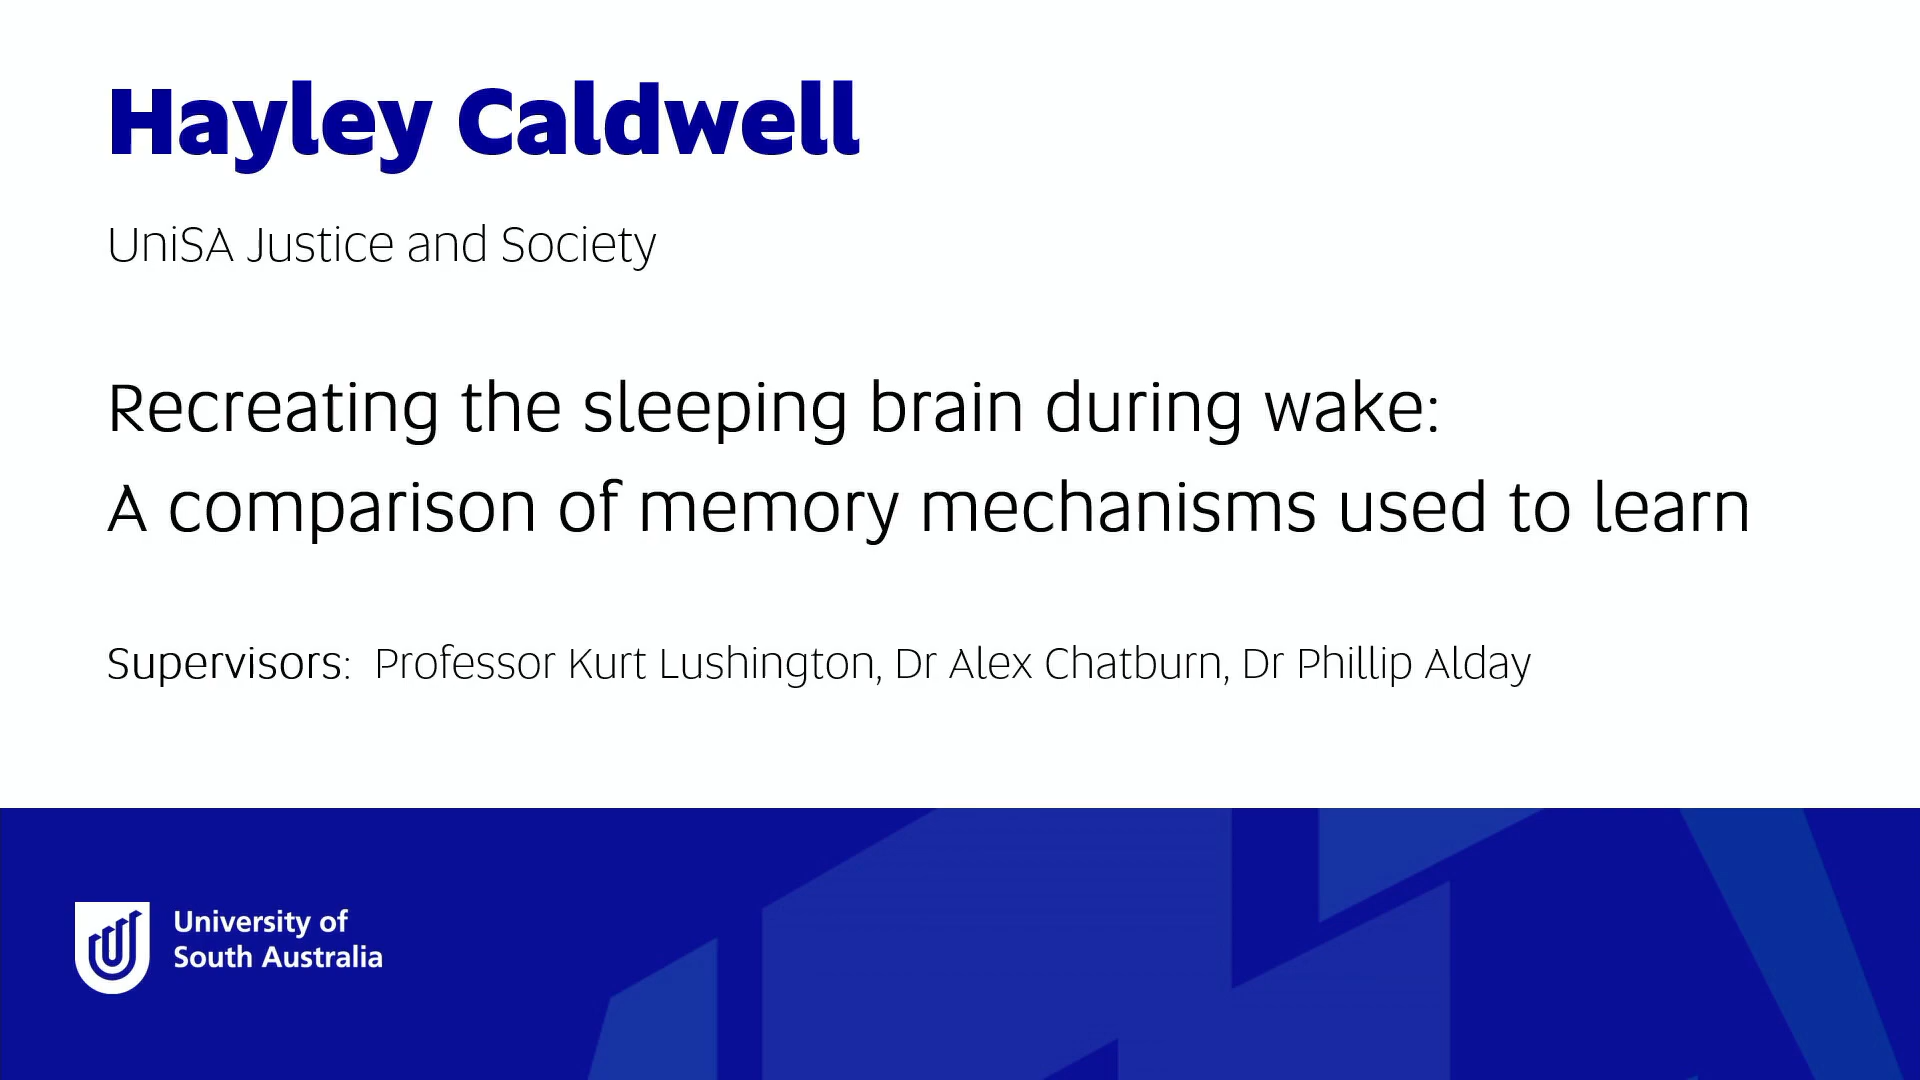 Hayley Caldwell
UniSA Justice and Society
Recreating the sleeping brain during wake:
A comparison of memory mechanisms used to learn
Supervisors: Professor Kurt Lushington, Dr Alex Chatburn, Dr Phillip Alday
University of
South Australia